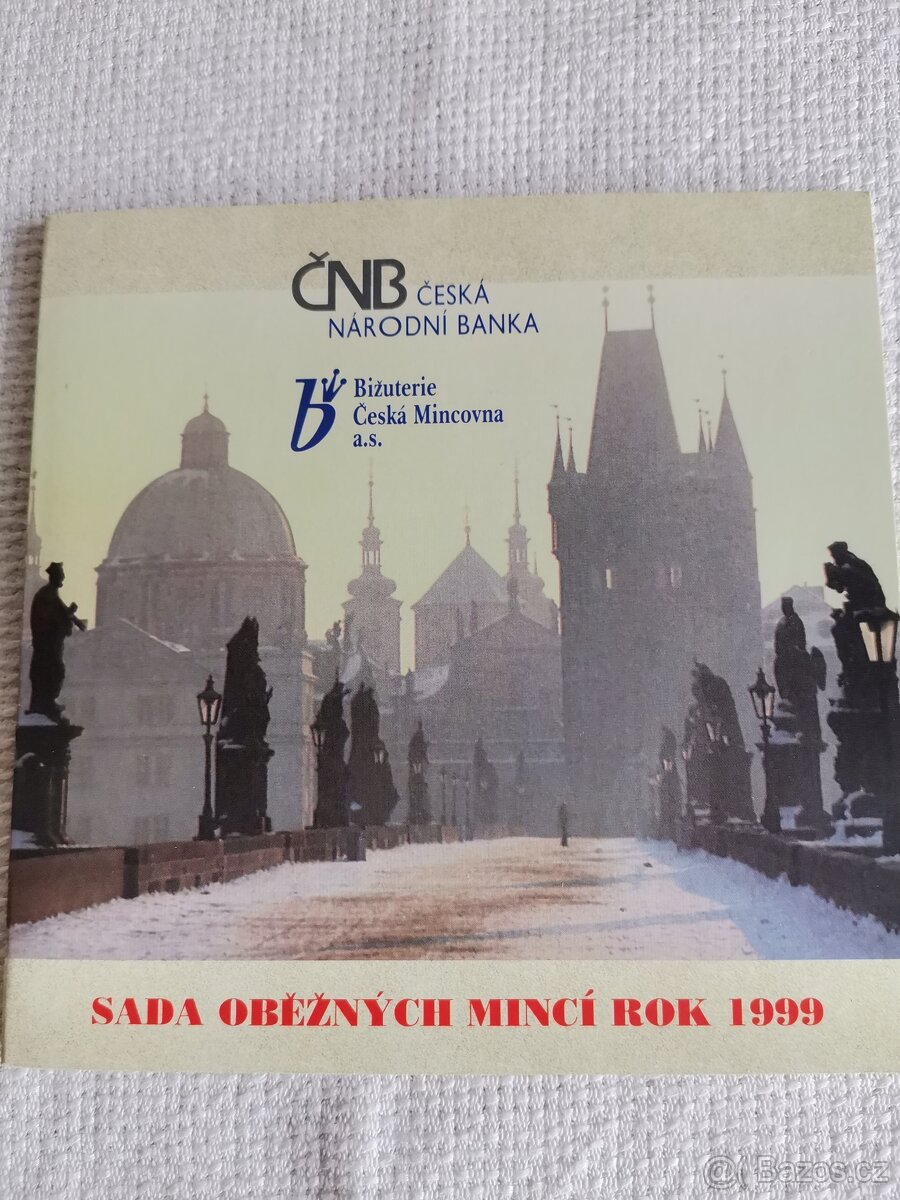 ČNB ČESKÁ
NÁRODNÍ BANKA
b Bižuterie
Česká Mincovna
a.s.
SADA OBĚŽNÝCH MINCÍ ROK 1999
@ Bazos.cz